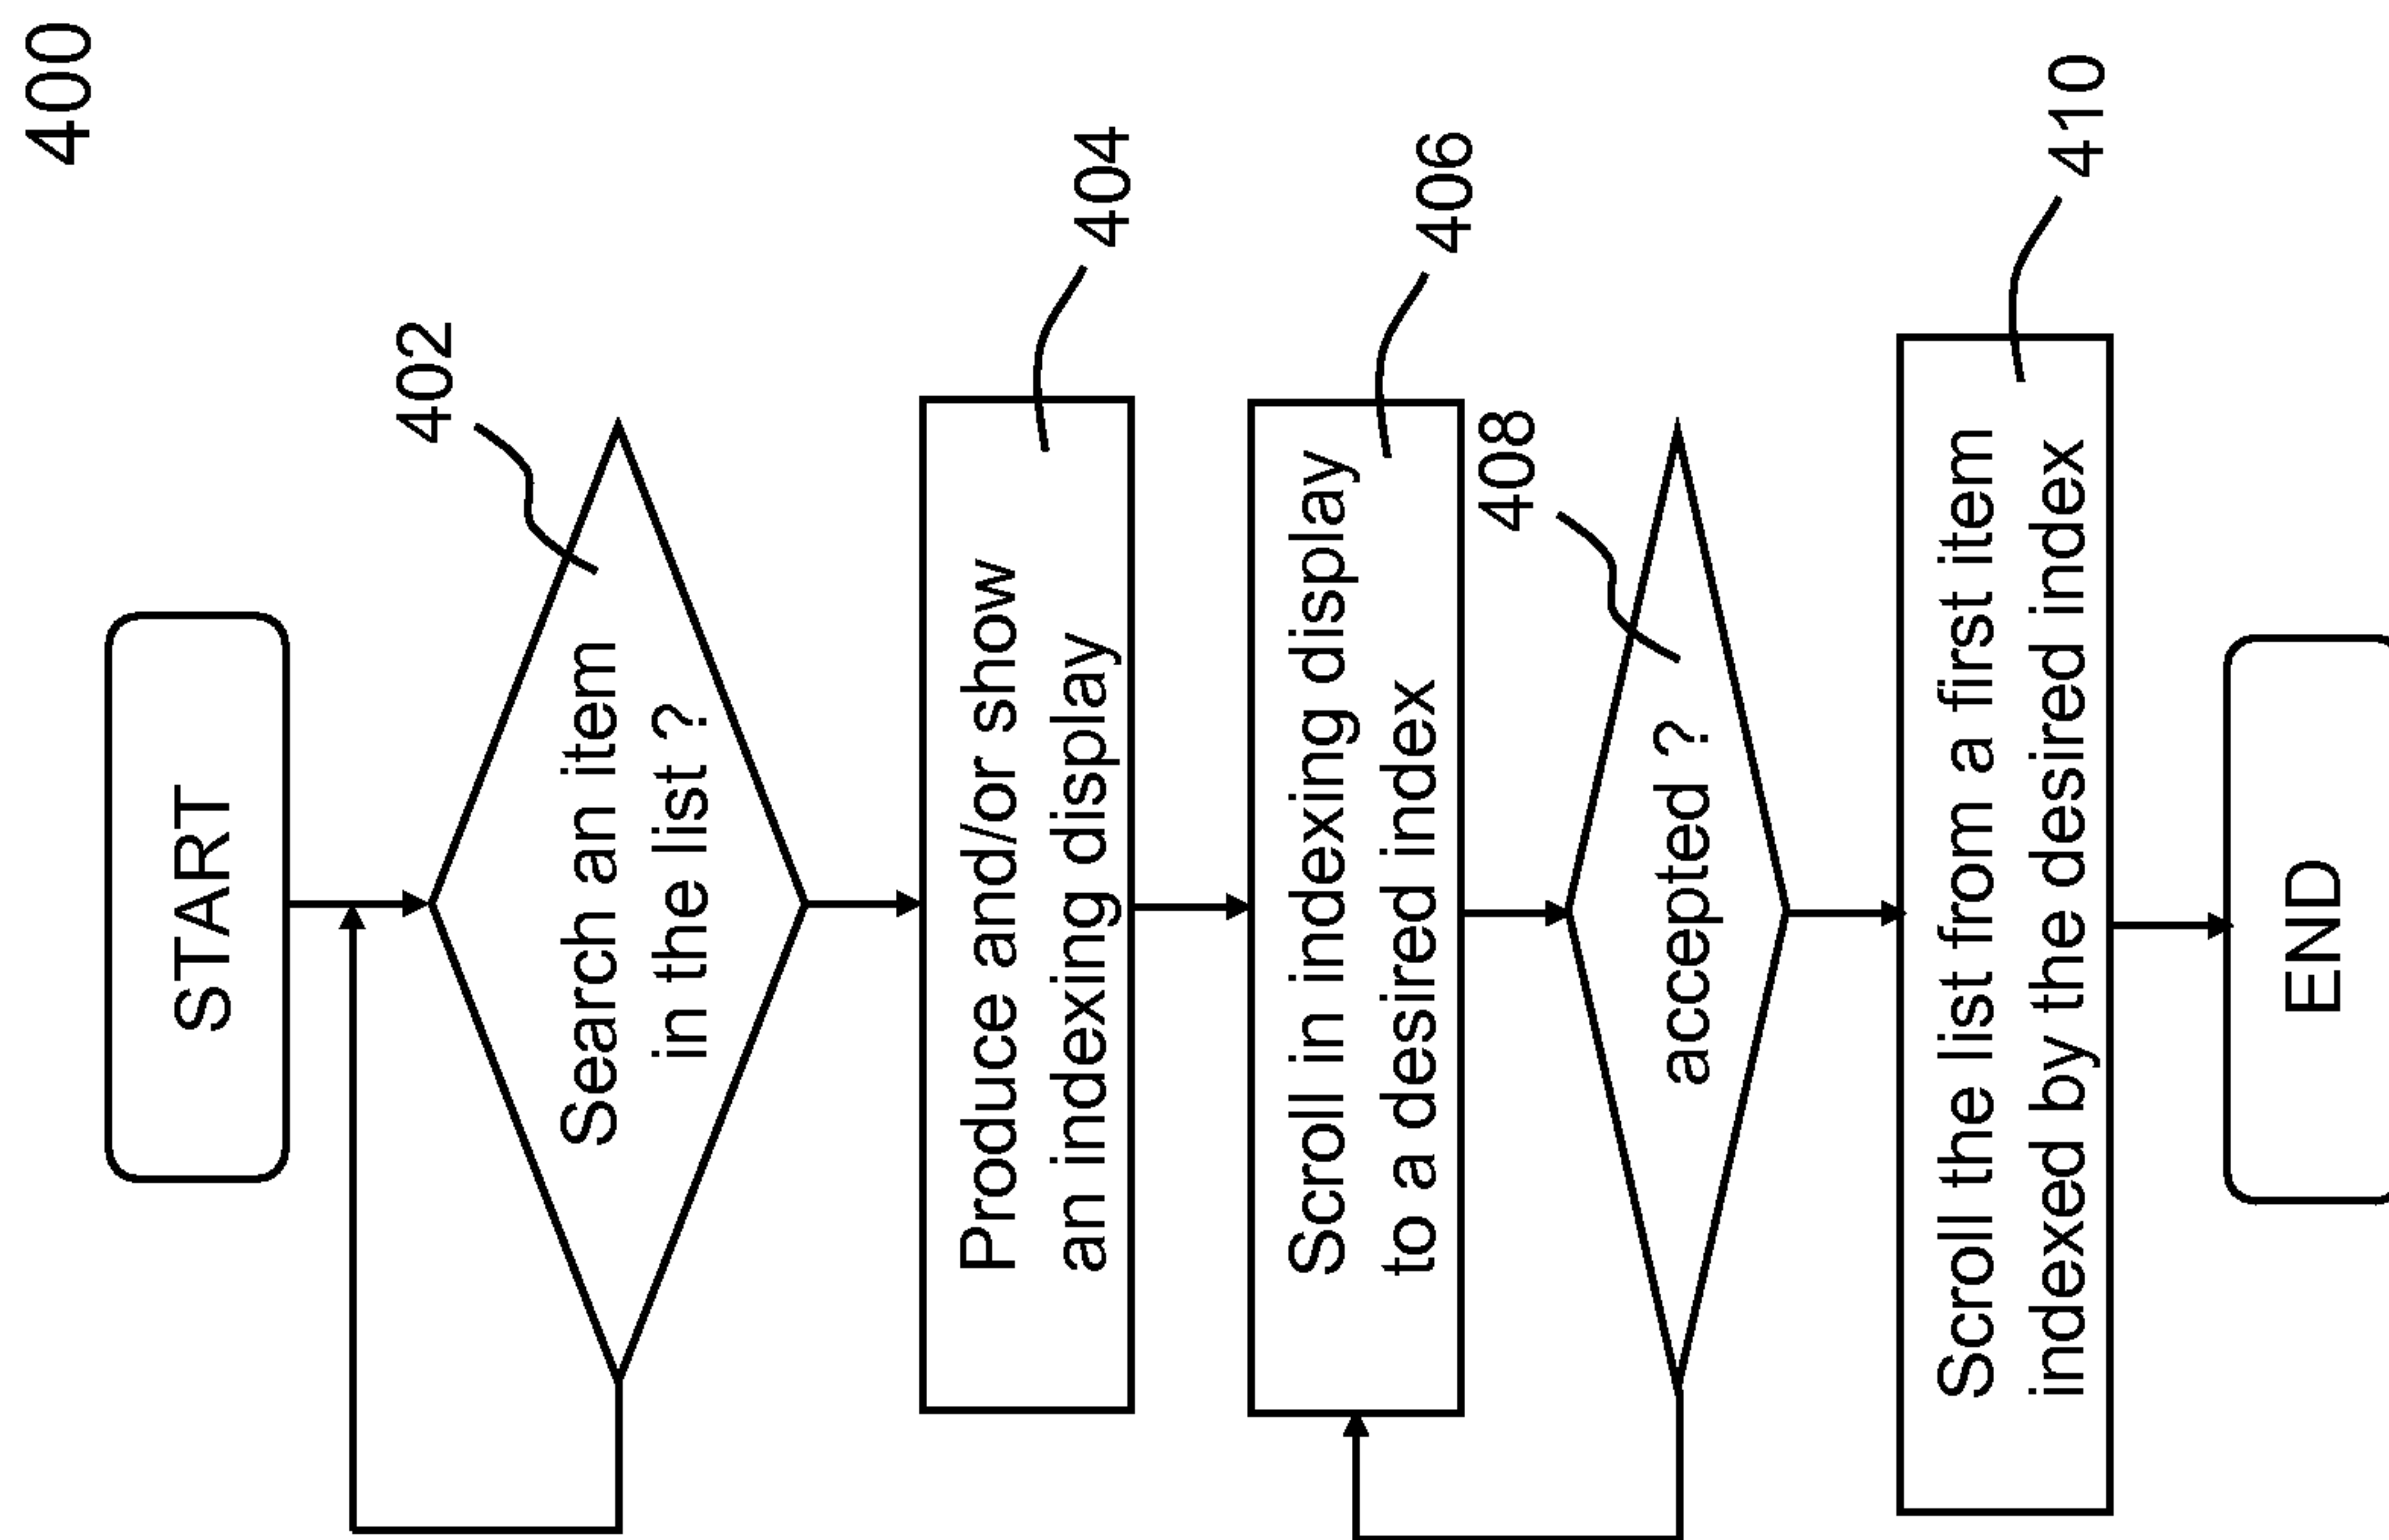 400
START
402
Search an item
in the list ?
404
Produce and/or show
an indexing display
406
Scroll in indexing display
to a desired index
408
accepted ?
410
Scroll the list from a first item
indexed by the desired index
END